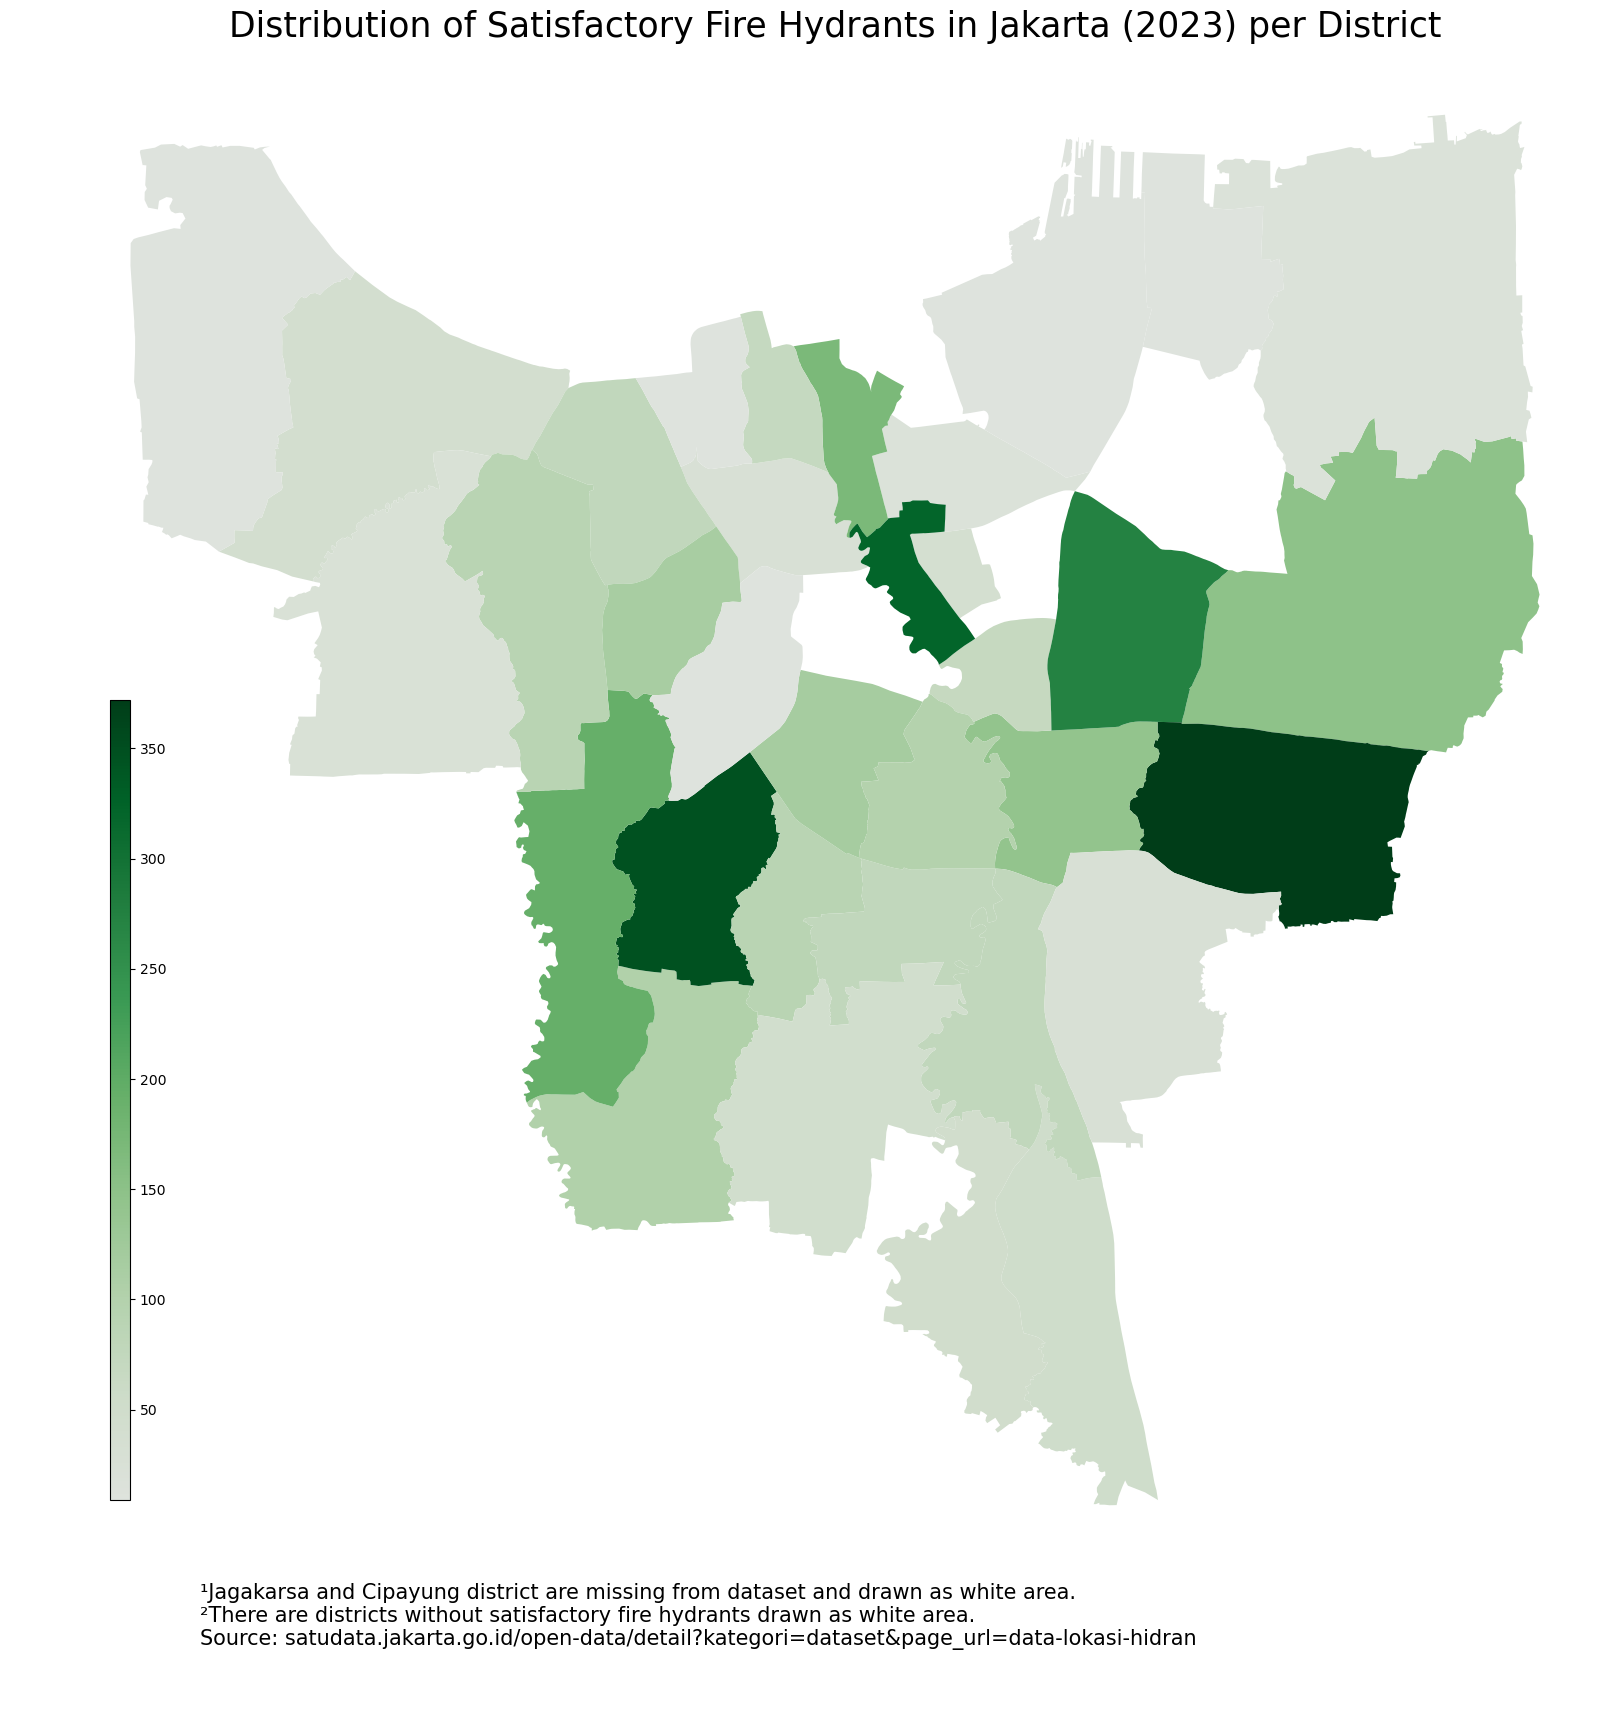 Distribution of Satisfactory Fire Hydrants in Jakarta (2023) per District
350
300
250
200
150
100
50
¹Jagakarsa and Cipayung district are missing from dataset and drawn as white area.
²There are districts without satisfactory fire hydrants drawn as white area.
Source: satudata.jakarta.go.id/open-data/detail?kategori=dataset&page_url=data-lokasi-hidran